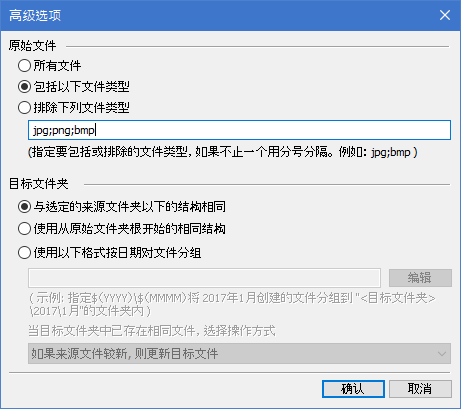 高级选项
原始文件
所有文件
包括以下文件类型
排除下列文件类型
jpg;png;bmp
(指定要包括或排除的文件类型, 如果不止一个用分号分隔。例如: jpg;bmp )
目标文件夹
与选定的来源文件夹以下的结构相同
使用从原始文件夹根开始的相同结构
使用以下格式按日期对文件分组
编辑
( 示例: 指定$(YYYY)\$(MMMM)将 2017年1月创建的文件分组到 "<目标文件夹>
\2017\1月"的文件夹内 )
当目标文件夹中已存在相同文件, 选择操作方式
如果来源文件较新, 则更新目标文件
确认
取消